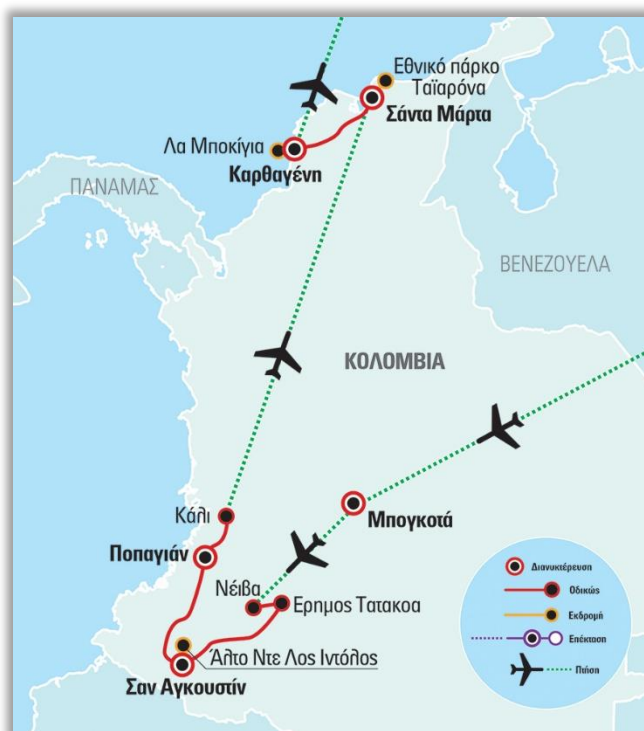 Εθνικό πάρκο
Ταϊαρόνα
Σάντα Μάρτα
Λα Μποκίγια
Καρθαγένη
ΠΑΝΑΜΑΣ
ΒΕΝΕΖΟΥΕΛΑ
ΚΟΛΟΜΒΙΑ
Κάλι
Μπογκοτά
Ποπαγιάν
Νέιβα
Ερημος Τατακοα
Άλτο Ντε Λος Ιντόλος
Σαν Αγκουστίν
Διανυκτέρευση
Οδικώς
Εκδρομή
Επέκταση
Πτήση